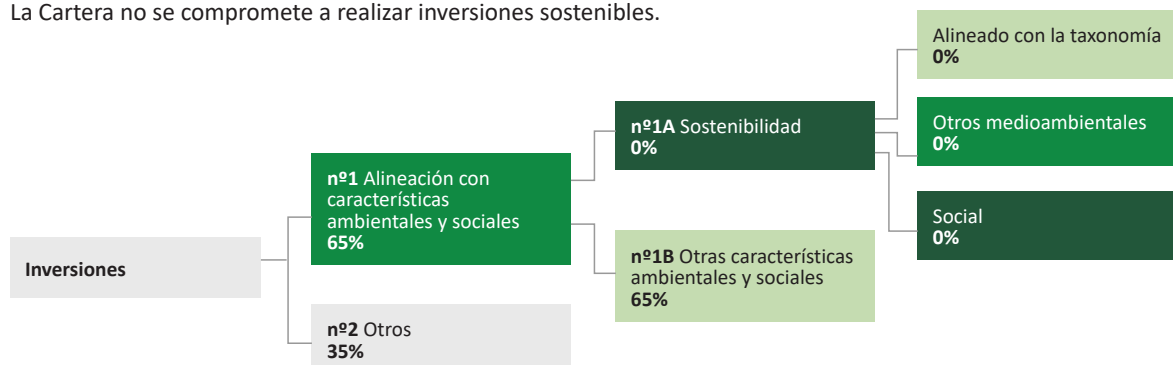 La Cartera no se compromete a realizar inversiones sostenibles.
Inversiones
nº1 Alineación con
características
ambientales y sociales
65%
nº2 Otros
35%
nº1A Sostenibilidad
0%
nº1B Otras características
ambientales y sociales
65%
Alineado con la taxonomía
0%
Otros medioambientales
0%
Social
0%